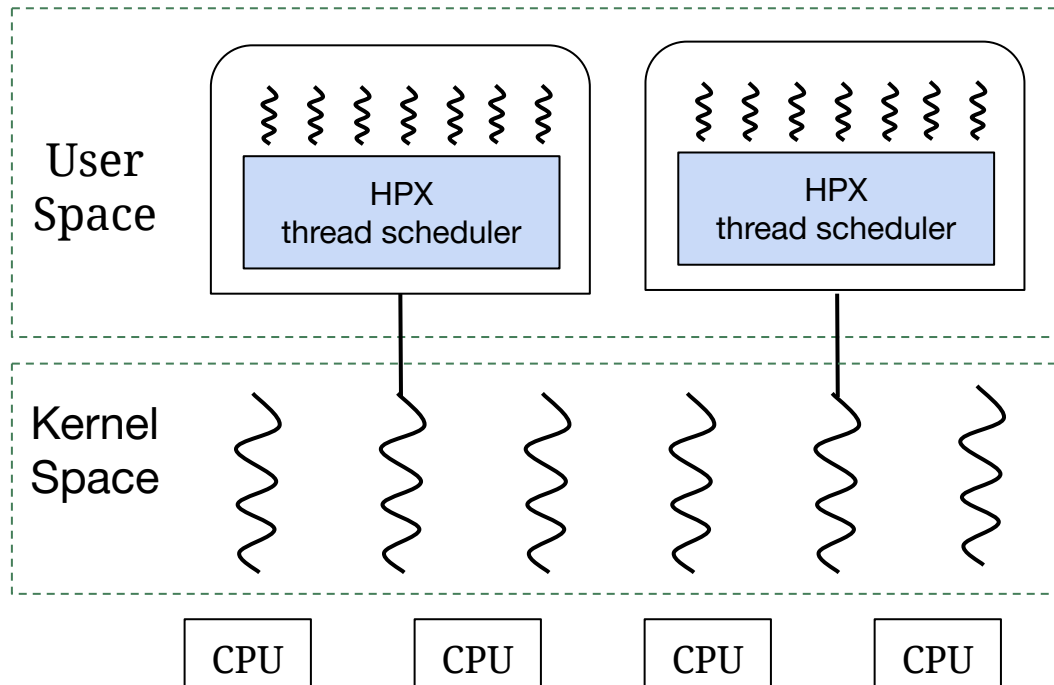 User
Space
HPX
thread scheduler
HPX
thread scheduler
Kernel
Space
CPU
CPU
CPU
CPU